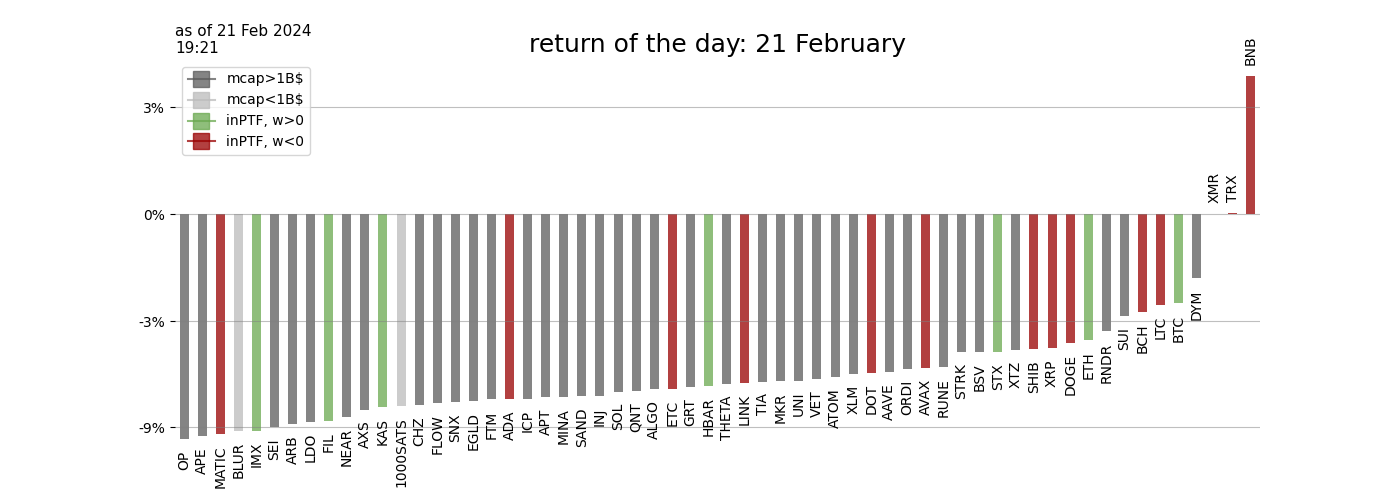 as of 21 Feb 2024
19:21
return of the day: 21 February
mcap>1B$
mcap<1B$
inPTF, w>0
inPTF, w<0
3%
0%
-3%
-9%
OP
APE
MATIC
BLUR
IMX
SEI
ARB
LDO
FIL
NEAR
AXS
KAS
1000SATS
CHZ
FLOW
SNX
EGLD
FTM
ADA
ICP
APT
MINA
SAND
INJ
SOL
QNT
ALGO
ETC
GRT
HBAR
THETA
LINK
TIA
MKR
UNI
VET
ATOM
XLM
DOT
AAVE
ORDI
AVAX
RUNE
STRK
BSV
STX
XTZ
SHIB
XRP
DOGE
ETH
RNDR
SUI
BCH
LTC
BTC
DYM
XMR
TRX
BNB